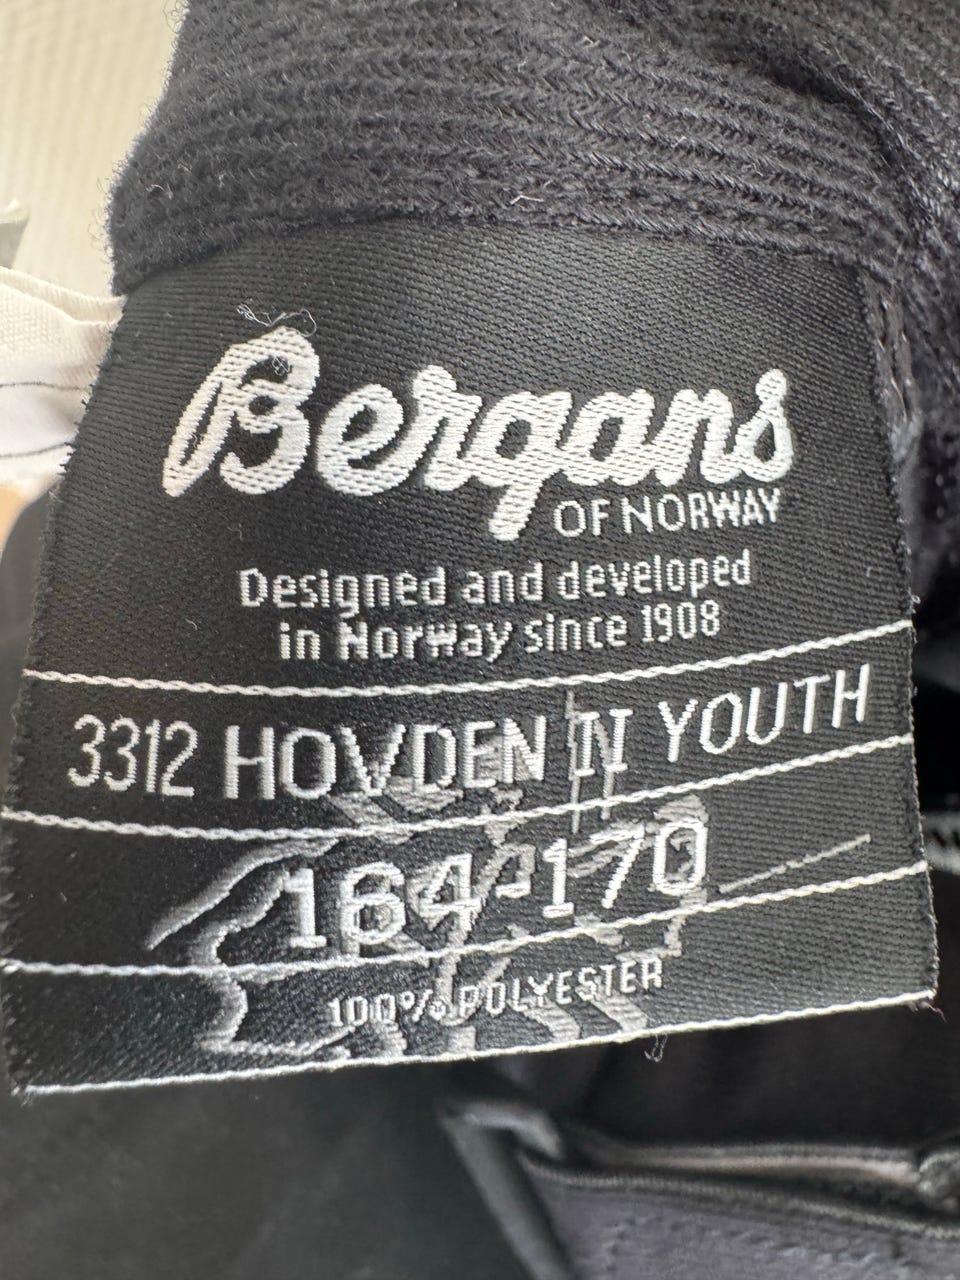 Bergans
OF NORWAY
Designed and developed
in Norway since 1908
3312 HOVDEN II YOUTH
164-170
100% POLYESTER